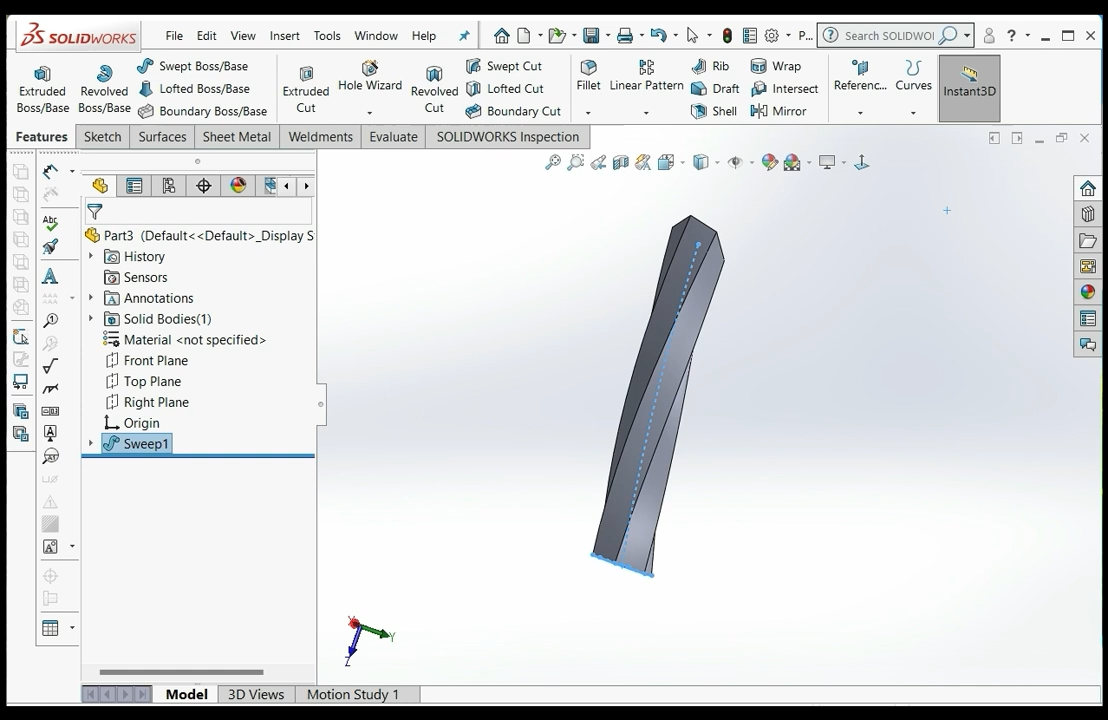 SOLIDWORKS File Edit View Insert Tools Window Help P... Search SOLIDWOI
Extruded Boss/Base
Revolved Boss/Base
Swept Boss/Base
Lofted Boss/Base
Boundary Boss/Base
Extruded Cut
Hole Wizard
Revolved Cut
Swept Cut
Lofted Cut
Boundary Cut
Fillet
Linear Pattern
Rib
Draft
Shell
Wrap
Intersect
Mirror
Referenc...
Curves
Instant3D
Features Sketch Surfaces Sheet Metal Weldments Evaluate SOLIDWORKS Inspection
Part3 (Default<<Default>_Display S
History
Sensors
Annotations
Solid Bodies(1)
Material <not specified>
Front Plane
Top Plane
Right Plane
Origin
Sweep1
Y
Z
Model 3D Views Motion Study 1